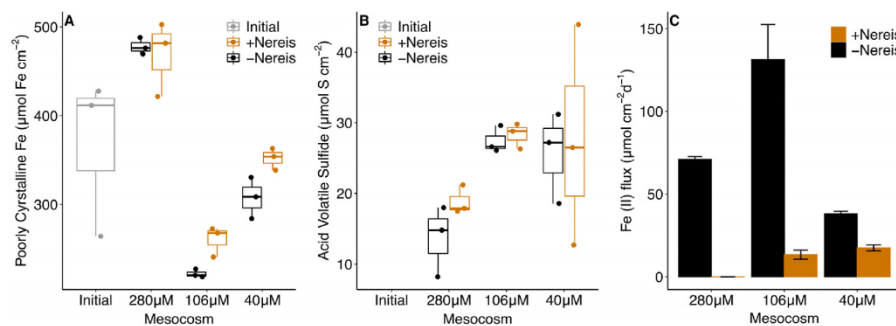 A
Initial
+Nereis
−Nereis
Poorly Cyrstalline Fe (µmol Fe cm⁻²)
500
400
300
Initial
280µM
106µM
40µM
Mesocosm
B
Initial
+Nereis
−Nereis
Acid Volatile Sulfide (µmol S cm⁻²)
40
30
20
10
Initial
280µM
106µM
40µM
Mesocosm
C
+Nereis
−Nereis
Fe (II) flux (µmol cm⁻²d⁻¹)
150
100
50
0
280µM
106µM
40µM
Mesocosm